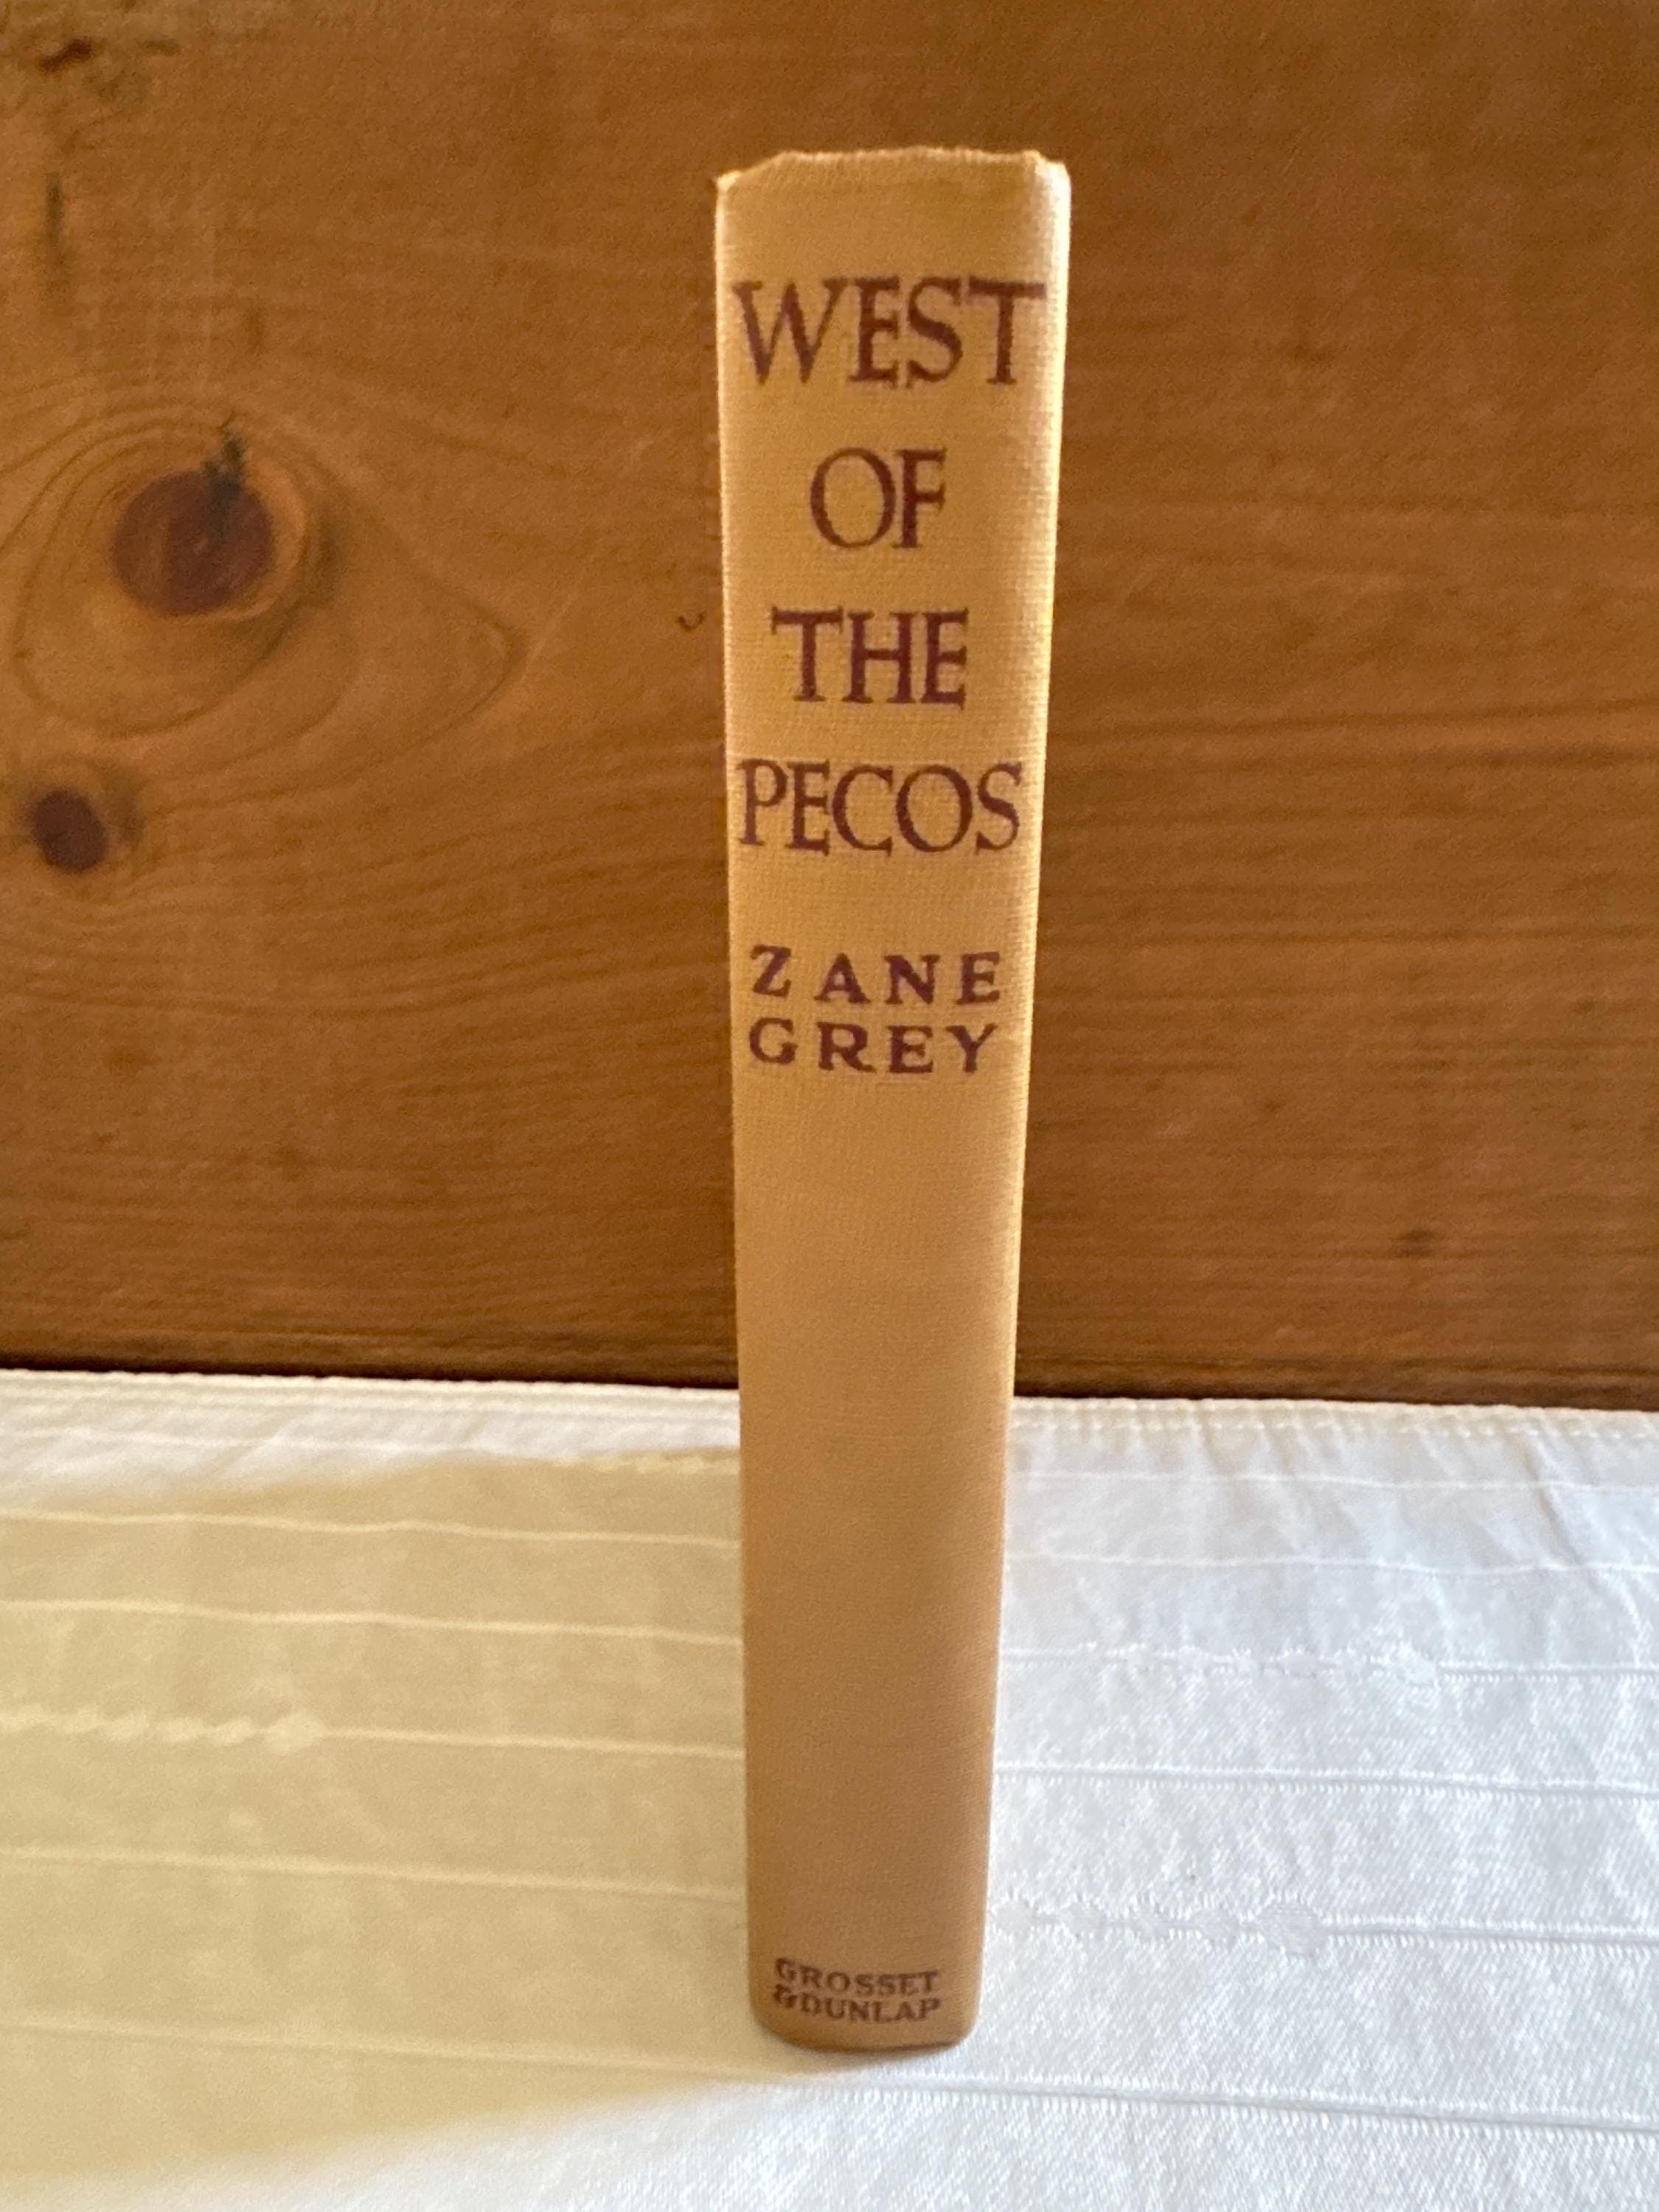 WEST
OF
THE
PECOS
ZANE
GREY
GROSSET
& DUNLAP